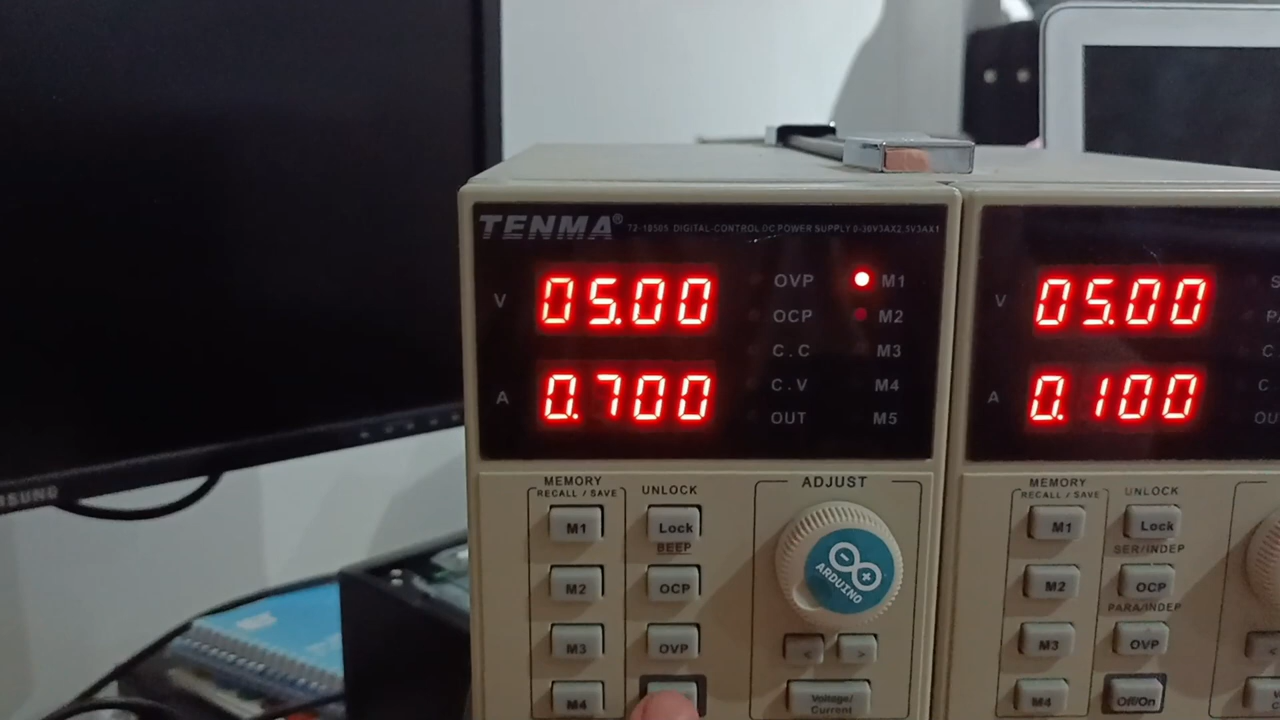 TENMA® 72-10505 DIGITAL-CONTROL DC POWER SUPPLY 0-30V3AX2,5V3AX1
V 05.00 OVP M1
OCP M2
C.C M3
A 0.700 C.V M4
OUT M5
V 05.00
A 0.100
MEMORY
RECALL / SAVE
UNLOCK
ADJUST
M1 Lock
BEEP
M2 OCP
M3 OVP
M4
ARDUINO
< >
Voltage/
Current
MEMORY
RECALL / SAVE
UNLOCK
M1 Lock
SER/INDEP
M2 OCP
PARA/INDEP
M3 OVP
M4 Off/On
<